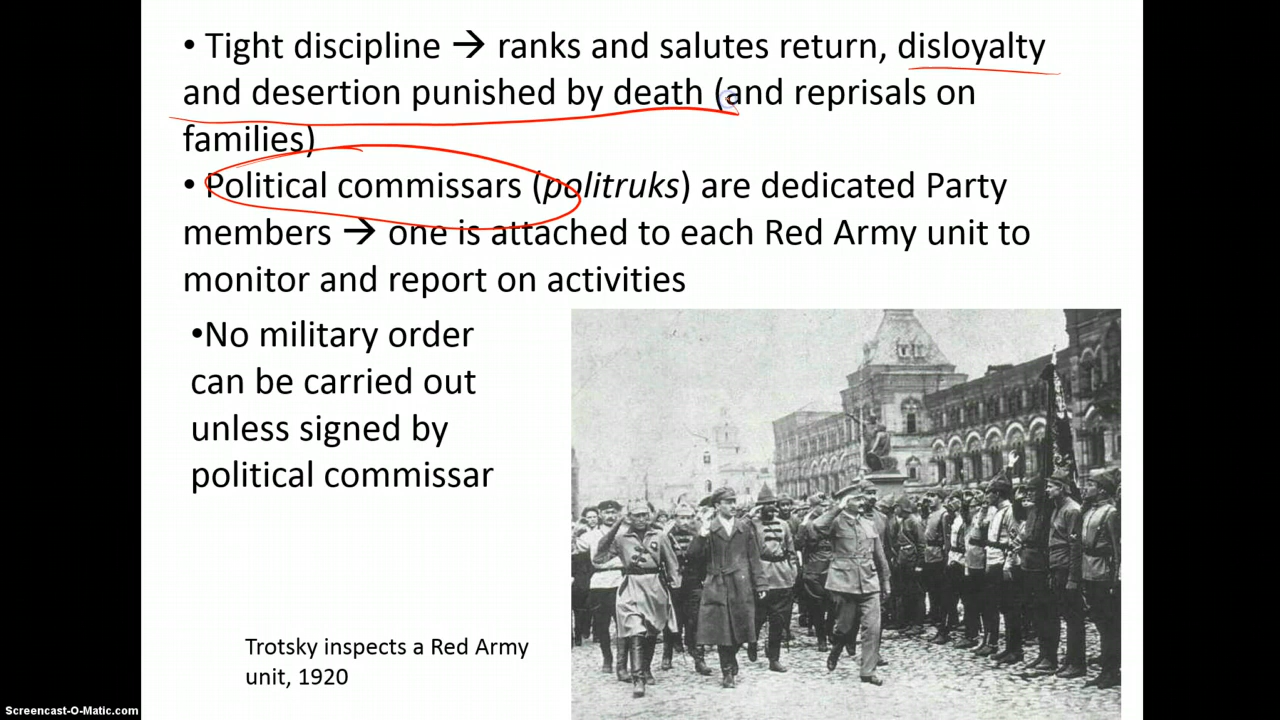 • Tight discipline → ranks and salutes return, disloyalty
and desertion punished by death (and reprisals on
families)
• Political commissars (politruks) are dedicated Party
members → one is attached to each Red Army unit to
monitor and report on activities
•No military order
can be carried out
unless signed by
political commissar
Trotsky inspects a Red Army
unit, 1920
Screencast-O-Matic.com